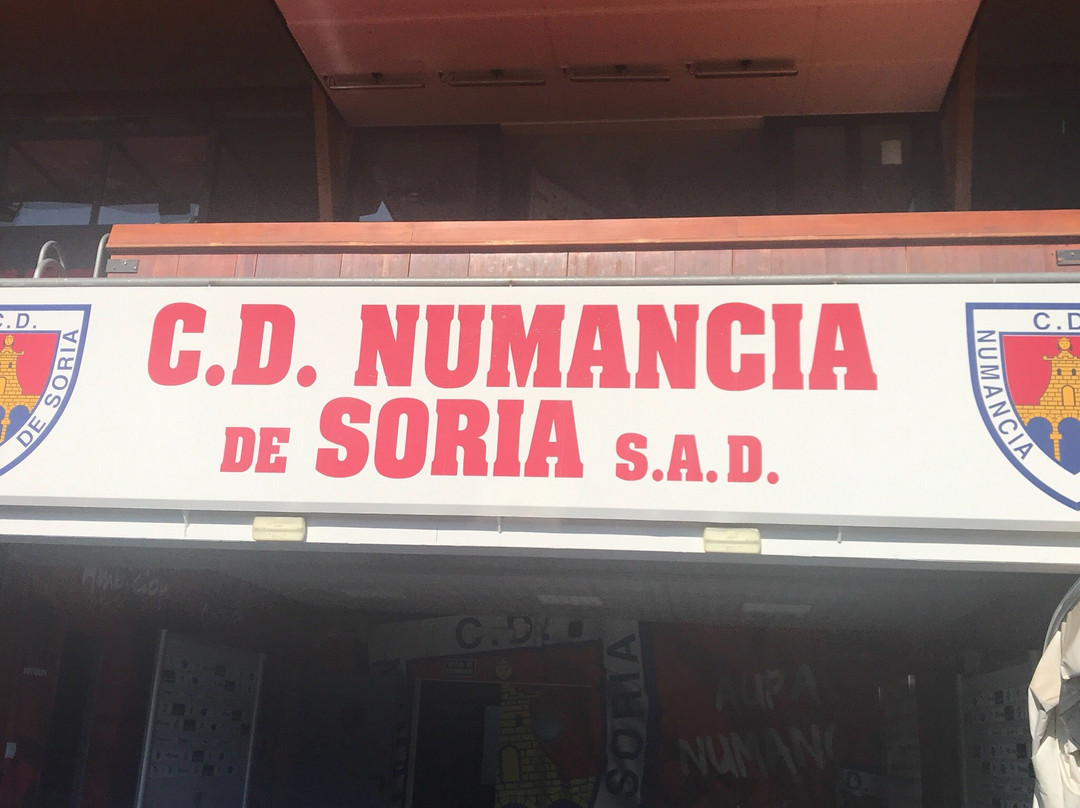 C.D. NUMANCIA
DE SORIA S.A.D.
C.D.
DE SORIA
C.D
NUMANCIA
C.D.
SORIA
AUPA
NUMANC